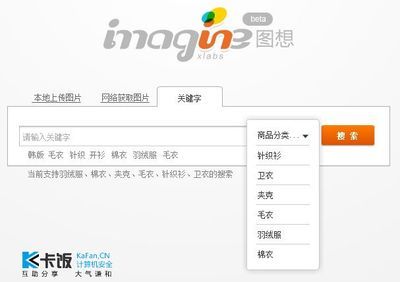 imagine 图想
beta
xlabs
本地上传图片 网络获取图片 关键字
请输入关键字 商品分类... 搜 索
韩版 毛衣 针织 开衫 棉衣 羽绒服 毛衣
当前支持羽绒服、棉衣、夹克、毛衣、针织衫、卫衣的搜索
针织衫
卫衣
夹克
毛衣
羽绒服
棉衣
卡饭 KaFan.CN
计算机安全
互助分享 大气谦和